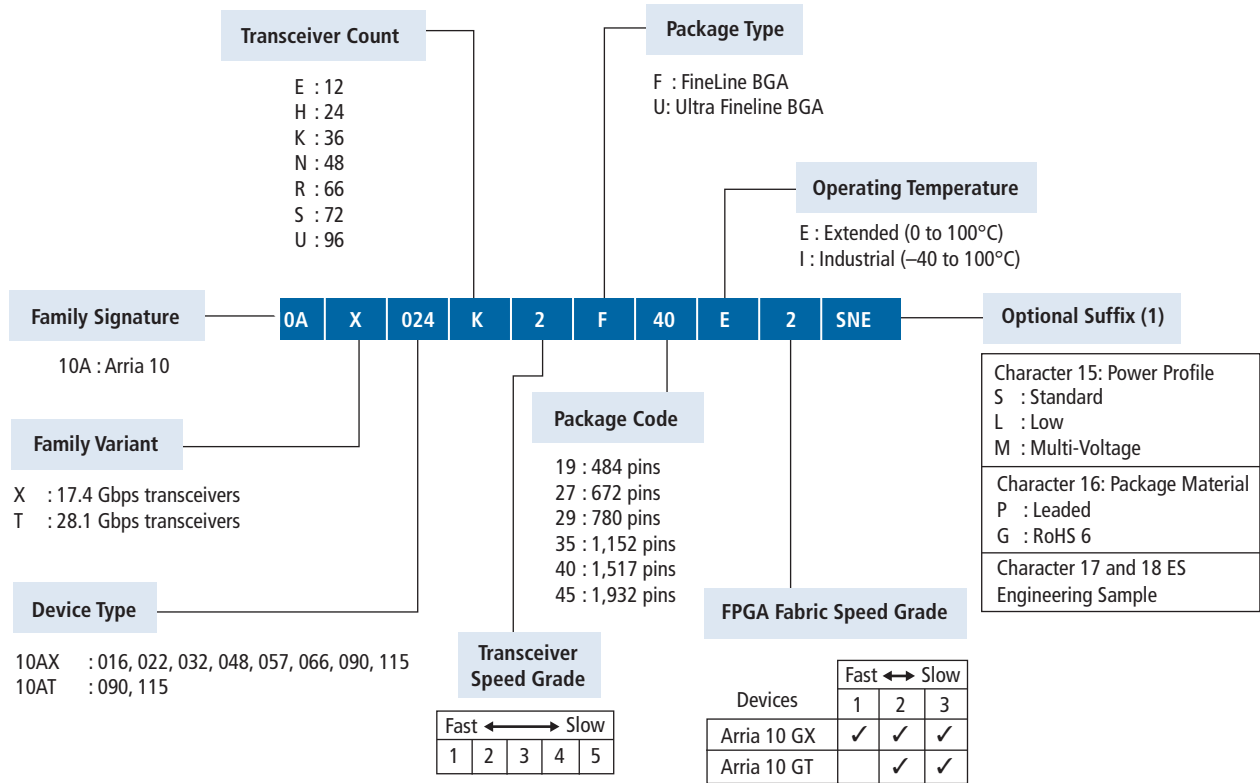 Transceiver Count
E : 12
H : 24
K : 36
N : 48
R : 66
S : 72
U : 96
Package Type
F : FineLine BGA
U: Ultra Fineline BGA
Operating Temperature
E : Extended (0 to 100°C)
I : Industrial (–40 to 100°C)
Family Signature
10A : Arria 10
0A X 024 K 2 F 40 E 2 SNE
Optional Suffix (1)
Character 15: Power Profile
S : Standard
L : Low
M : Multi-Voltage
Character 16: Package Material
P : Leaded
G : RoHS 6
Character 17 and 18 ES
Engineering Sample
Family Variant
X : 17.4 Gbps transceivers
T : 28.1 Gbps transceivers
Device Type
10AX : 016, 022, 032, 048, 057, 066, 090, 115
10AT : 090, 115
Transceiver
Speed Grade
Fast ⟷ Slow
1 2 3 4 5
Package Code
19 : 484 pins
27 : 672 pins
29 : 780 pins
35 : 1,152 pins
40 : 1,517 pins
45 : 1,932 pins
FPGA Fabric Speed Grade
Fast ↔ Slow
Devices 1 2 3
Arria 10 GX ✓ ✓ ✓
Arria 10 GT ✓ ✓